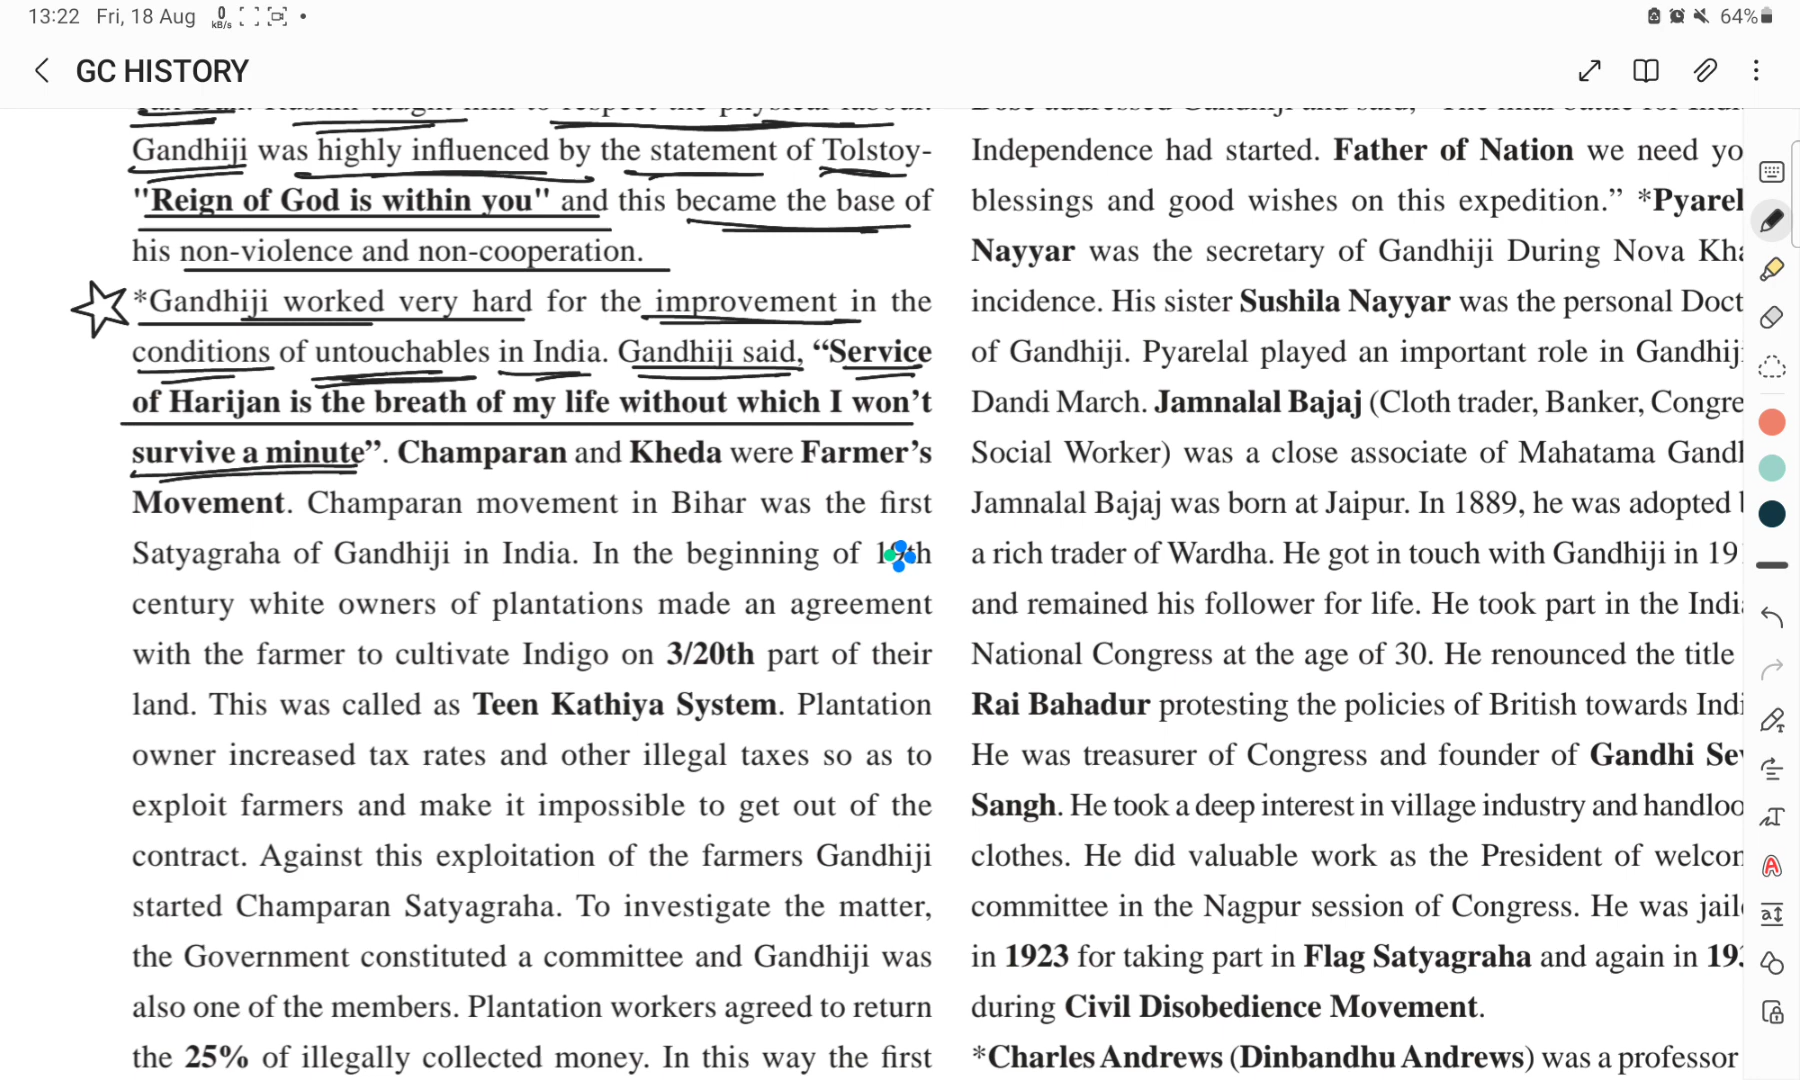 13:22 Fri, 18 Aug 0 kB/s 64%
GC HISTORY
Gandhiji was highly influenced by the statement of Tolstoy-
"Reign of God is within you" and this became the base of
his non-violence and non-cooperation.
*Gandhiji worked very hard for the improvement in the
conditions of untouchables in India. Gandhiji said, “Service
of Harijan is the breath of my life without which I won’t
survive a minute”. Champaran and Kheda were Farmer’s
Movement. Champaran movement in Bihar was the first
Satyagraha of Gandhiji in India. In the beginning of 19th
century white owners of plantations made an agreement
with the farmer to cultivate Indigo on 3/20th part of their
land. This was called as Teen Kathiya System. Plantation
owner increased tax rates and other illegal taxes so as to
exploit farmers and make it impossible to get out of the
contract. Against this exploitation of the farmers Gandhiji
started Champaran Satyagraha. To investigate the matter,
the Government constituted a committee and Gandhiji was
also one of the members. Plantation workers agreed to return
the 25% of illegally collected money. In this way the first
Independence had started. Father of Nation we need yo
blessings and good wishes on this expedition.” *Pyarel
Nayyar was the secretary of Gandhiji During Nova Kha
incidence. His sister Sushila Nayyar was the personal Doct
of Gandhiji. Pyarelal played an important role in Gandhij
Dandi March. Jamnalal Bajaj (Cloth trader, Banker, Congre
Social Worker) was a close associate of Mahatama Gand
Jamnalal Bajaj was born at Jaipur. In 1889, he was adopted
a rich trader of Wardha. He got in touch with Gandhiji in 19
and remained his follower for life. He took part in the Indi
National Congress at the age of 30. He renounced the title
Rai Bahadur protesting the policies of British towards Indi
He was treasurer of Congress and founder of Gandhi Se
Sangh. He took a deep interest in village industry and handloo
clothes. He did valuable work as the President of welcom
committee in the Nagpur session of Congress. He was jail
in 1923 for taking part in Flag Satyagraha and again in 19
during Civil Disobedience Movement.
*Charles Andrews (Dinbandhu Andrews) was a professor